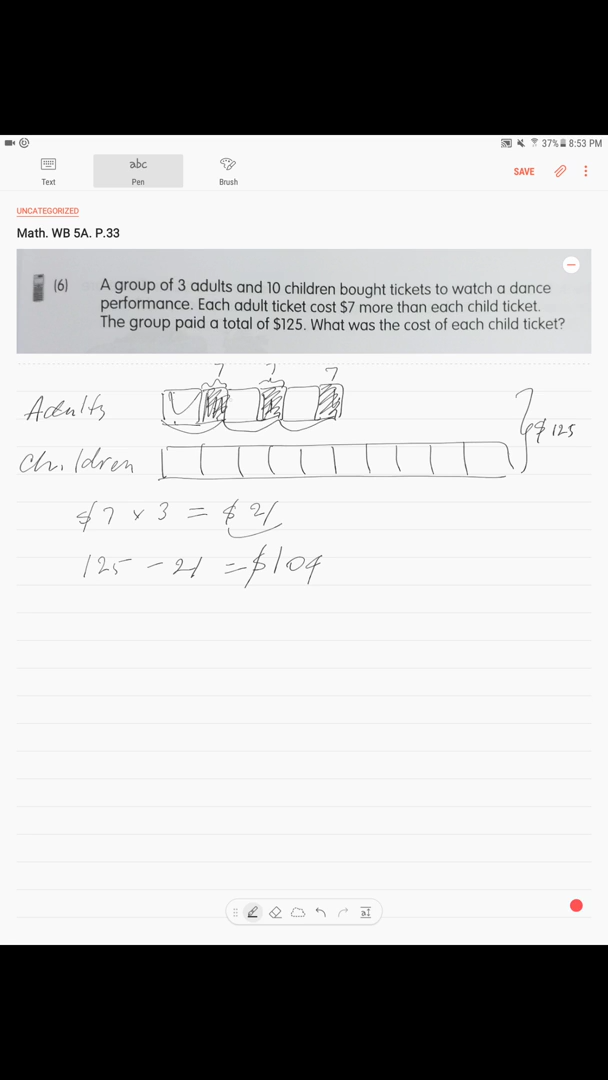 37% 8:53 PM
abc
Text Pen Brush SAVE
UNCATEGORIZED
Math. WB 5A. P.33
(6) A group of 3 adults and 10 children bought tickets to watch a dance
performance. Each adult ticket cost $7 more than each child ticket.
The group paid a total of $125. What was the cost of each child ticket?
7 7 7
Adults
$125
Children
$7 x 3 = $21
125 - 21 = $104